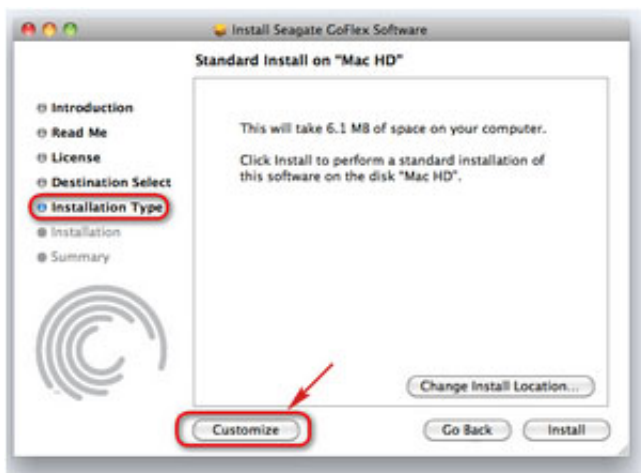 Install Seagate GoFlex Software
Standard Install on "Mac HD"
Introduction
Read Me
License
Destination Select
Installation Type
Installation
Summary
This will take 6.1 MB of space on your computer.
Click Install to perform a standard installation of
this software on the disk "Mac HD".
Change Install Location...
Customize
Go Back
Install